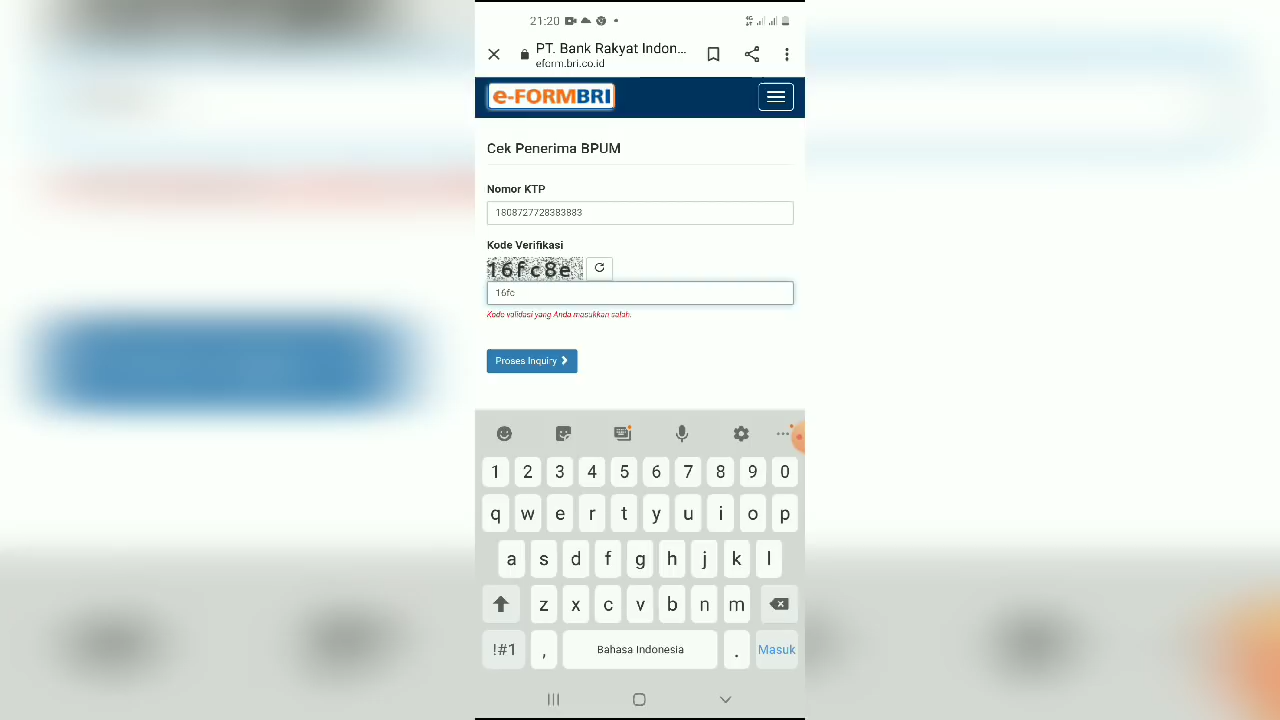 21:20
PT. Bank Rakyat Indon...
eform.bri.co.id
e-FORMBRI
Cek Penerima BPUM
Nomor KTP
1808727728383883
Kode Verifikasi
16fc8e
16fc
Kode validasi yang Anda masukkan salah.
Proses Inquiry
1 2 3 4 5 6 7 8 9 0
q w e r t y u i o p
a s d f g h j k l
z x c v b n m
!#1 , Bahasa Indonesia . Masuk